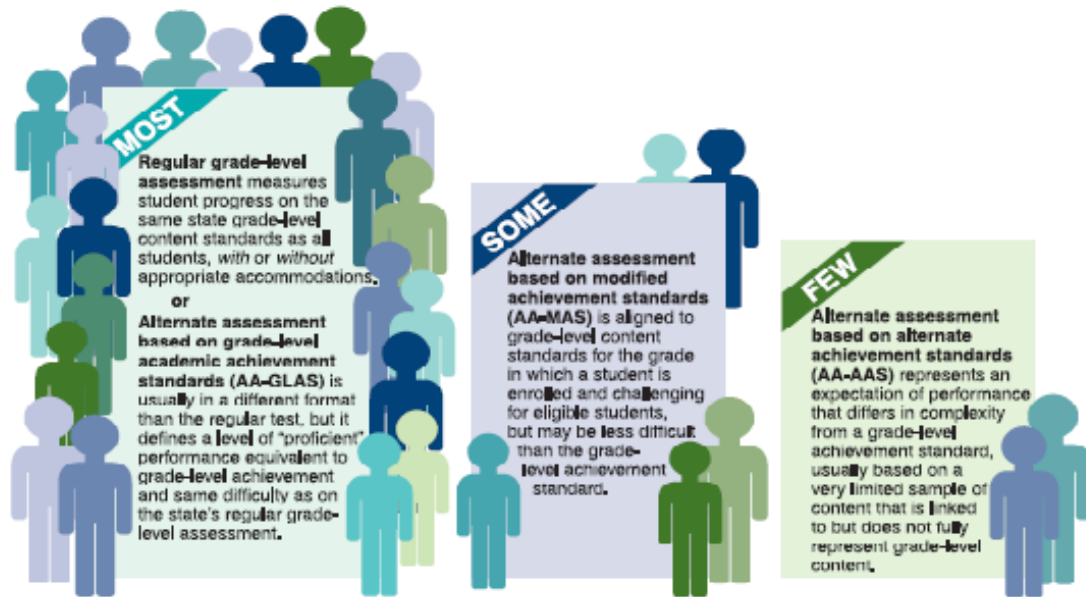 MOST
Regular grade-level
assessment measures
student progress on the
same state grade-level
content standards as all
students, with or without
appropriate accommodations.
or
Alternate assessment
based on grade-level
academic achievement
standards (AA-GLAS) is
usually in a different format
than the regular test, but it
defines a level of “proficient”
performance equivalent to
grade-level achievement
and same difficulty as on
the state’s regular grade-
level assessment.
SOME
Alternate assessment
based on modified
achievement standards
(AA-MAS) is aligned to
grade-level content
standards for the grade
in which a student is
enrolled and challenging
for eligible students,
but may be less difficult
than the grade-
level achievement
standard.
FEW
Alternate assessment
based on alternate
achievement standards
(AA-AAS) represents an
expectation of performance
that differs in complexity
from a grade-level
achievement standard,
usually based on a
very limited sample of
content that is linked
to but does not fully
represent grade-level
content.